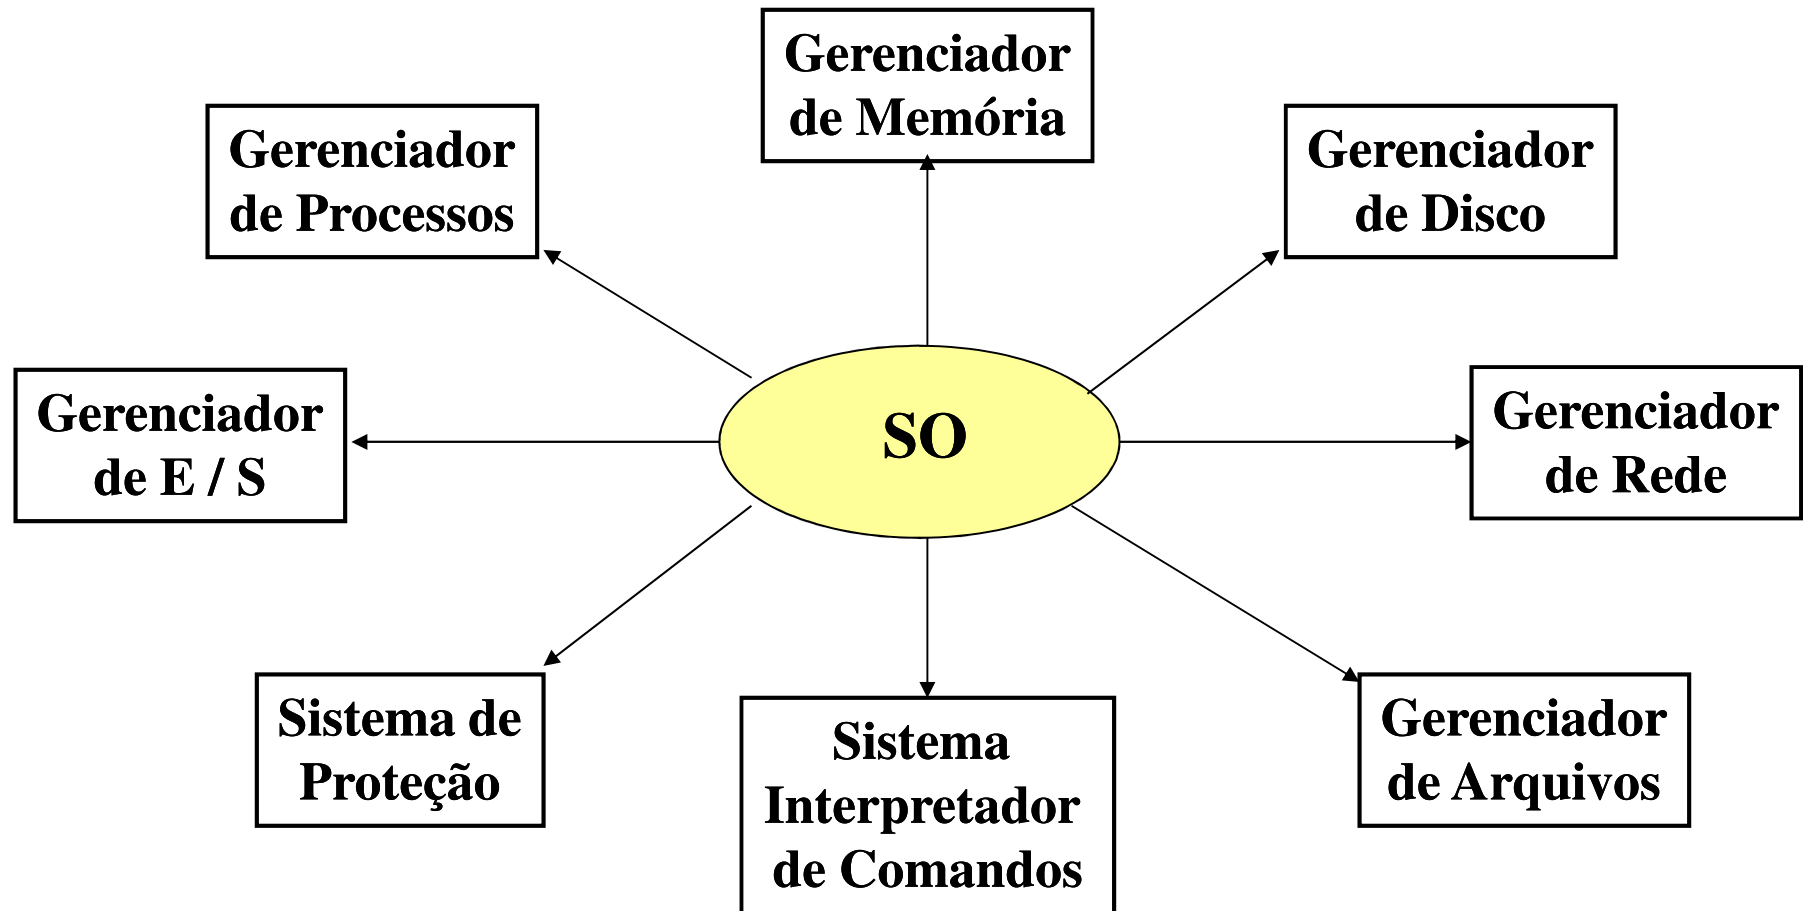 Gerenciador
de Memória
Gerenciador
de Processos
Gerenciador
de Disco
Gerenciador
de E / S
SO
Gerenciador
de Rede
Sistema de
Proteção
Sistema
Interpretador
de Comandos
Gerenciador
de Arquivos